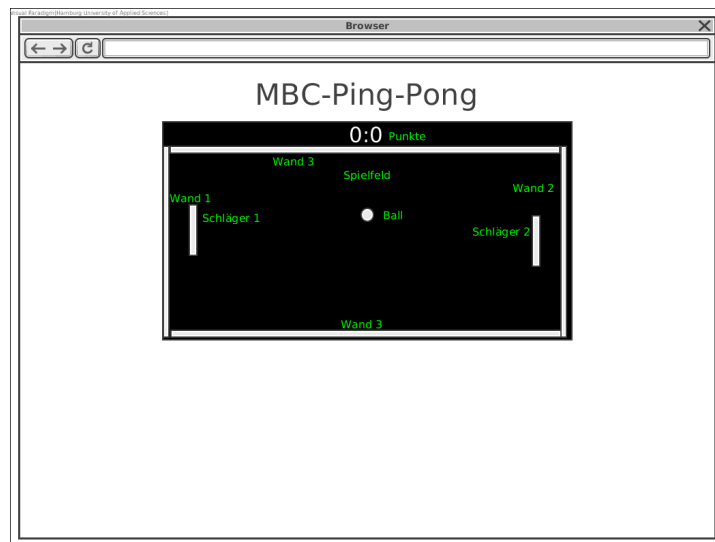 isual Paradigm(Hamburg University of Applied Sciences)
Browser
MBC-Ping-Pong
0:0 Punkte
Wand 3
Spielfeld
Wand 2
Wand 1
Ball
Schläger 1
Schläger 2
Wand 3